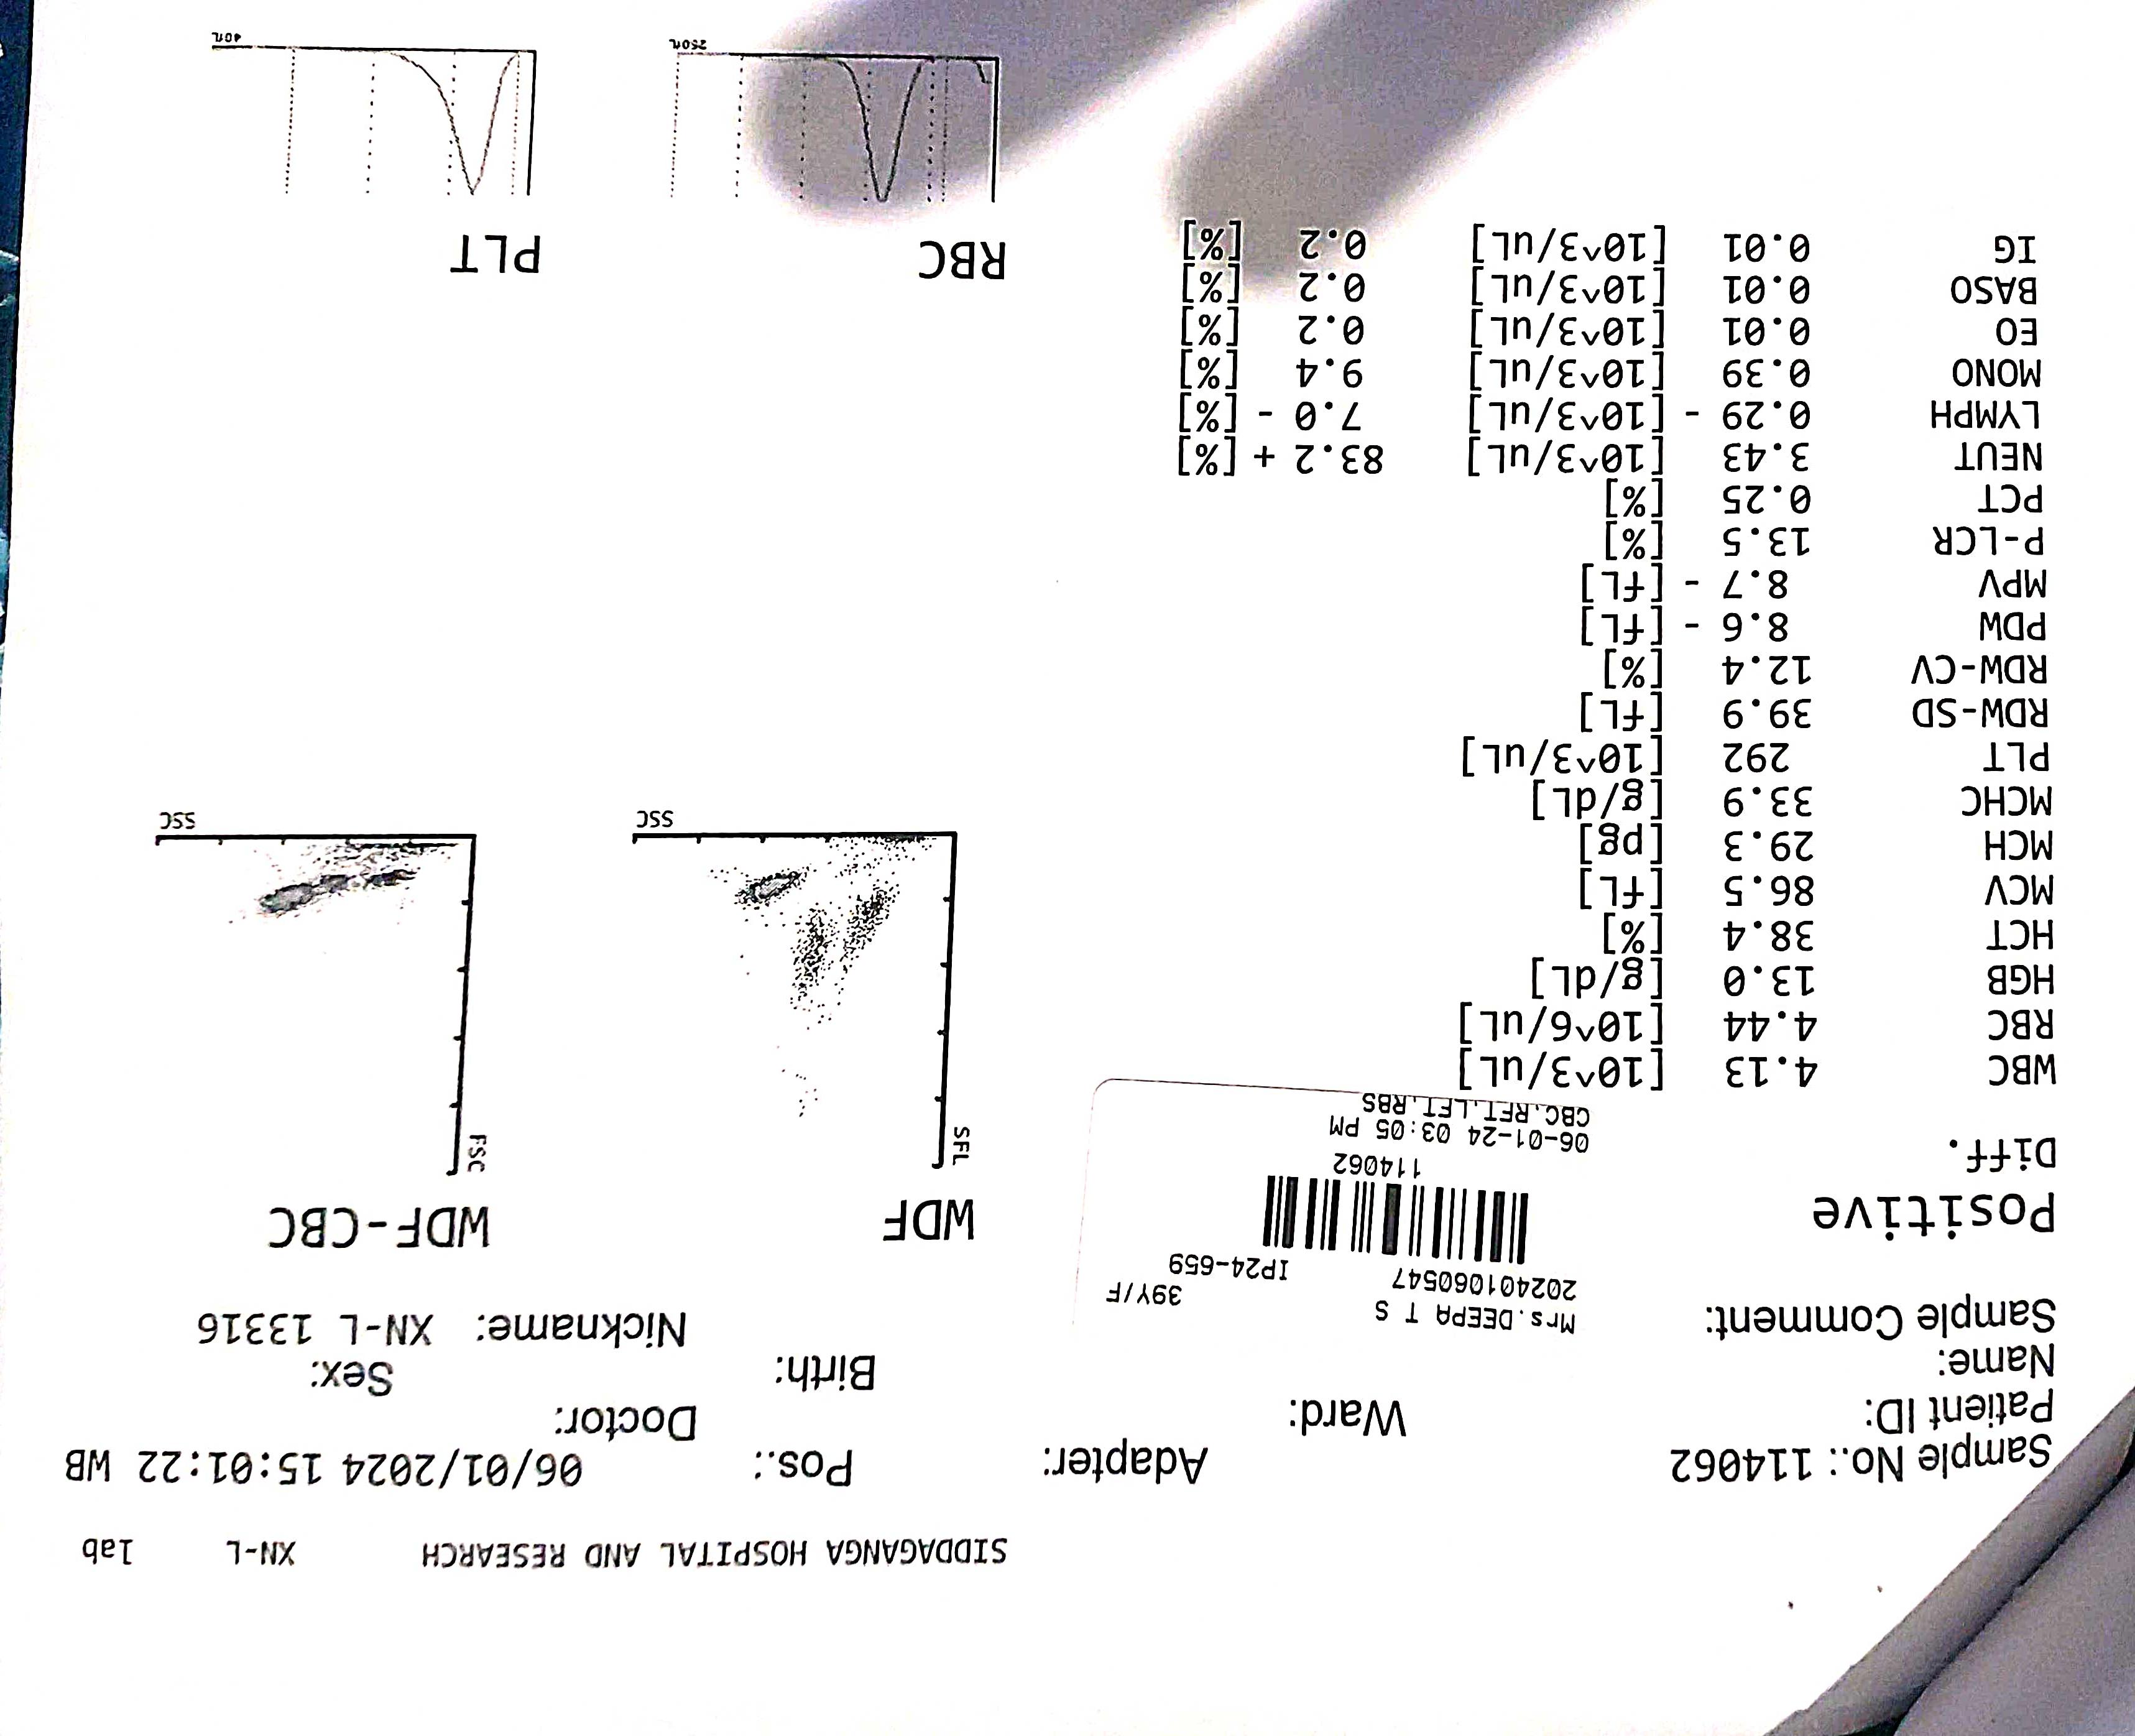 SIDDAGANGA HOSPITAL AND RESEARCH XN-L lab
Sample No.: 114062 Adapter: Pos.: 06/01/2024 15:01:22 WB
Patient ID: Ward: Doctor:
Name: Birth: Sex:
Sample Comment: Nickname: XN-L 13316
Mrs.DEEPA T S 39Y/F
202401060547 IP24-659
114062
06-01-24 03:05 PM
CBC,RFT,LFT,RBS
Positive
Diff.
WBC 4.13 [10^3/uL]
RBC 4.44 [10^6/uL]
HGB 13.0 [g/dL]
HCT 38.4 [%]
MCV 86.5 [fL]
MCH 29.3 [pg]
MCHC 33.9 [g/dL]
PLT 292 [10^3/uL]
RDW-SD 39.9 [fL]
RDW-CV 12.4 [%]
PDW 8.6 - [fL]
MPV 8.7 - [fL]
P-LCR 13.5 [%]
PCT 0.25 [%]
NEUT 3.43 [10^3/uL] 83.2 + [%]
LYMPH 0.29 - [10^3/uL] 7.0 - [%]
MONO 0.39 [10^3/uL] 9.4 [%]
EO 0.01 [10^3/uL] 0.2 [%]
BASO 0.01 [10^3/uL] 0.2 [%]
IG 0.01 [10^3/uL] 0.2 [%]
WDF WDF-CBC
SFL FSC
SSC SSC
RBC PLT
250fL 40fL